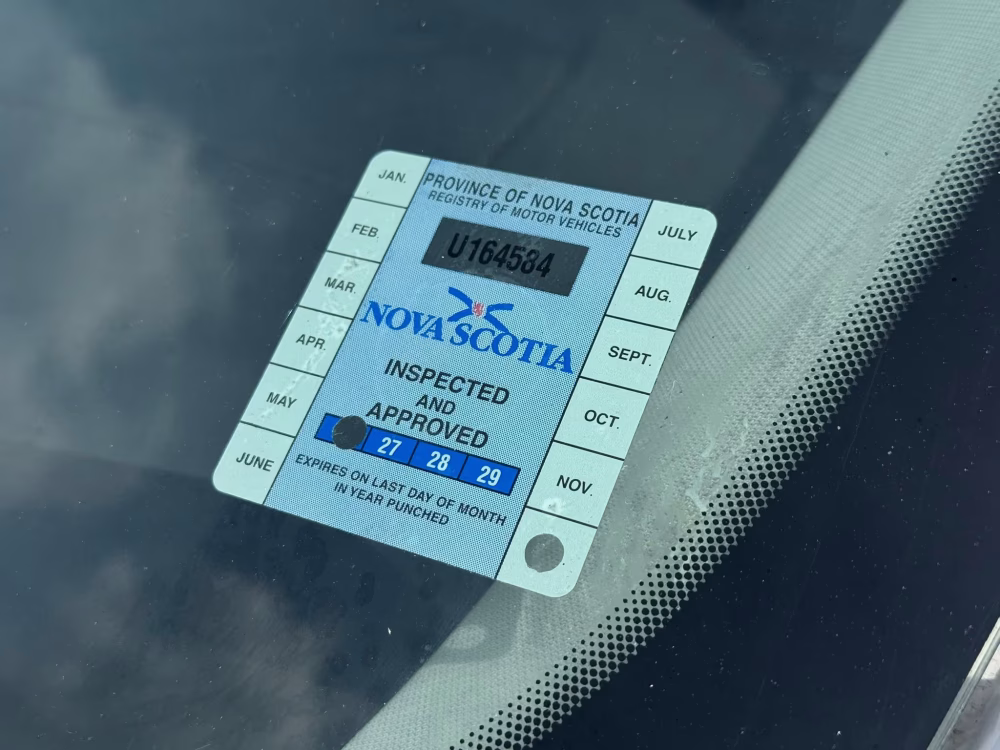 PROVINCE OF NOVA SCOTIA
REGISTRY OF MOTOR VEHICLES
U164584
NOVA SCOTIA
INSPECTED
AND
APPROVED
27 28 29
EXPIRES ON LAST DAY OF MONTH
IN YEAR PUNCHED
JAN.
FEB.
MAR.
APR.
MAY
JUNE
JULY
AUG.
SEPT.
OCT.
NOV.